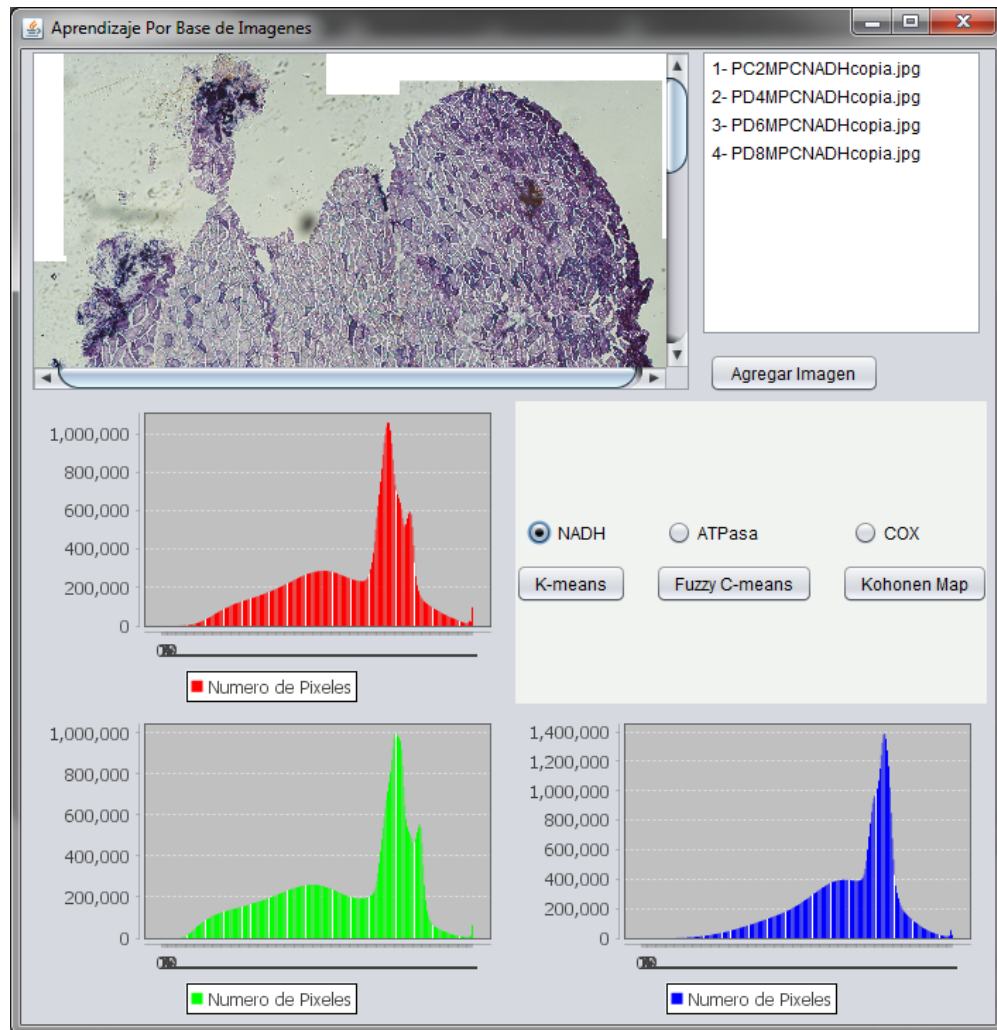 Aprendizaje Por Base de Imagenes
1- PC2MPCNADHcopia.jpg
2- PD4MPCNADHcopia.jpg
3- PD6MPCNADHcopia.jpg
4- PD8MPCNADHcopia.jpg
Agregar Imagen
1,000,000
800,000
600,000
400,000
200,000
0
Numero de Pixeles
NADH
ATPasa
COX
K-means
Fuzzy C-means
Kohonen Map
1,000,000
800,000
600,000
400,000
200,000
0
Numero de Pixeles
1,400,000
1,200,000
1,000,000
800,000
600,000
400,000
200,000
0
Numero de Pixeles